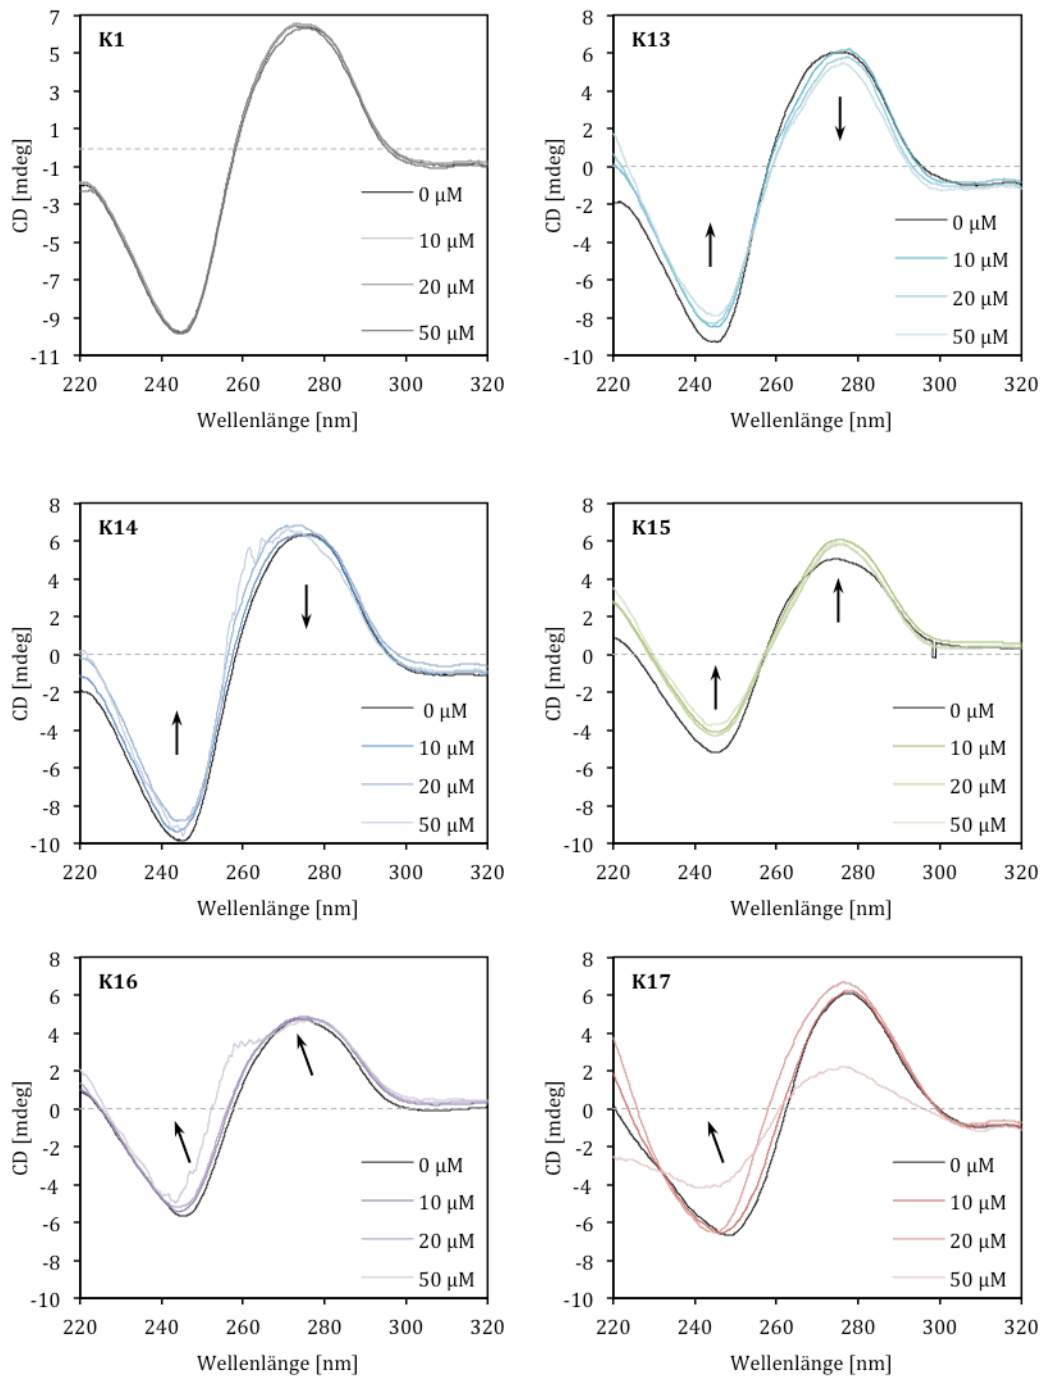 K1
7
5
3
1
-1
-3
-5
-7
-9
-11
CD [mdeg]
0 µM
10 µM
20 µM
50 µM
220 240 260 280 300 320
Wellenlänge [nm]
K13
8
6
4
2
0
-2
-4
-6
-8
-10
CD [mdeg]
0 µM
10 µM
20 µM
50 µM
220 240 260 280 300 320
Wellenlänge [nm]
K14
8
6
4
2
0
-2
-4
-6
-8
-10
CD [mdeg]
0 µM
10 µM
20 µM
50 µM
220 240 260 280 300 320
Wellenlänge [nm]
K15
8
6
4
2
0
-2
-4
-6
-8
-10
CD [mdeg]
0 µM
10 µM
20 µM
50 µM
220 240 260 280 300 320
Wellenlänge [nm]
K16
8
6
4
2
0
-2
-4
-6
-8
-10
CD [mdeg]
0 µM
10 µM
20 µM
50 µM
220 240 260 280 300 320
Wellenlänge [nm]
K17
8
6
4
2
0
-2
-4
-6
-8
-10
CD [mdeg]
0 µM
10 µM
20 µM
50 µM
220 240 260 280 300 320
Wellenlänge [nm]